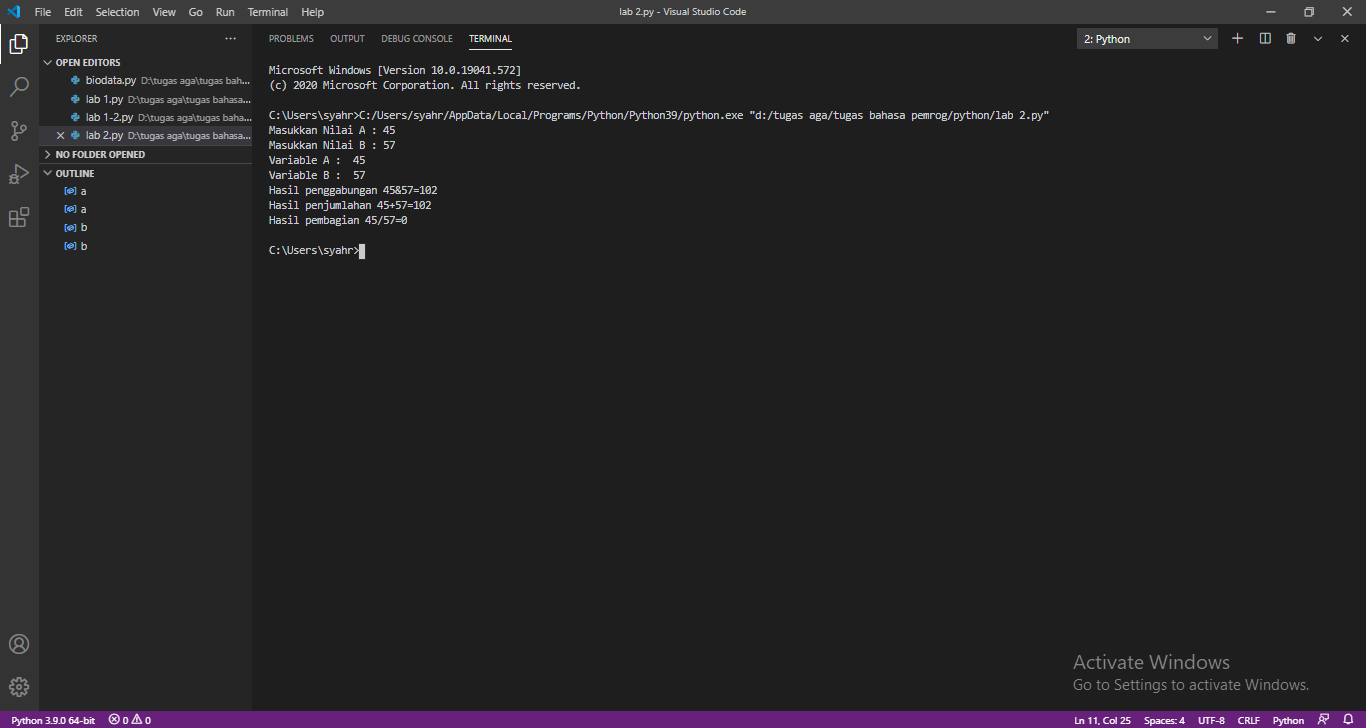 File Edit Selection View Go Run Terminal Help
lab 2.py - Visual Studio Code
EXPLORER
OPEN EDITORS
biodata.py D:\tugas aga\tugas bah...
lab 1.py D:\tugas aga\tugas bahasa...
lab 1-2.py D:\tugas aga\tugas baha...
lab 2.py D:\tugas aga\tugas bahasa...
NO FOLDER OPENED
OUTLINE
a
a
b
b
PROBLEMS OUTPUT DEBUG CONSOLE TERMINAL
2: Python
Microsoft Windows [Version 10.0.19041.572]
(c) 2020 Microsoft Corporation. All rights reserved.
C:\Users\syahr>C:/Users/syahr/AppData/Local/Programs/Python/Python39/python.exe "d:/tugas aga/tugas bahasa pemrog/python/lab 2.py"
Masukkan Nilai A : 45
Masukkan Nilai B : 57
Variable A :  45
Variable B :  57
Hasil penggabungan 45&57=102
Hasil penjumlahan 45+57=102
Hasil pembagian 45/57=0
C:\Users\syahr>
Activate Windows
Go to Settings to activate Windows.
Python 3.9.0 64-bit 0 0
Ln 11, Col 25 Spaces: 4 UTF-8 CRLF Python